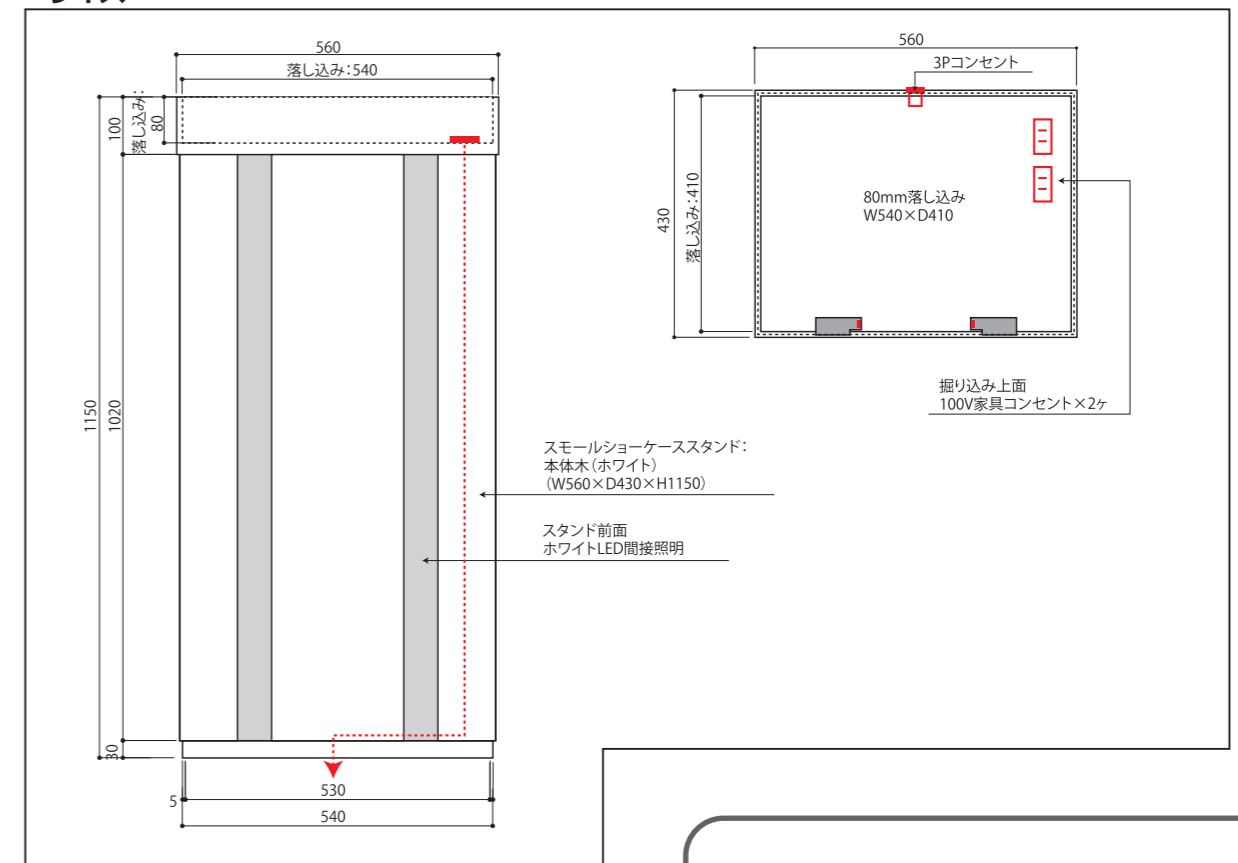 サイズ
560
落し込み:540
100
落し込み:
80
1150
1020
30
5
530
540
スモールショーケーススタンド:
本体木(ホワイト)
(W560×D430×H1150)
スタンド前面
ホワイトLED間接照明
560
3Pコンセント
430
落し込み:410
80mm落し込み
W540×D410
掘り込み上面
100V家具コンセント×2ヶ